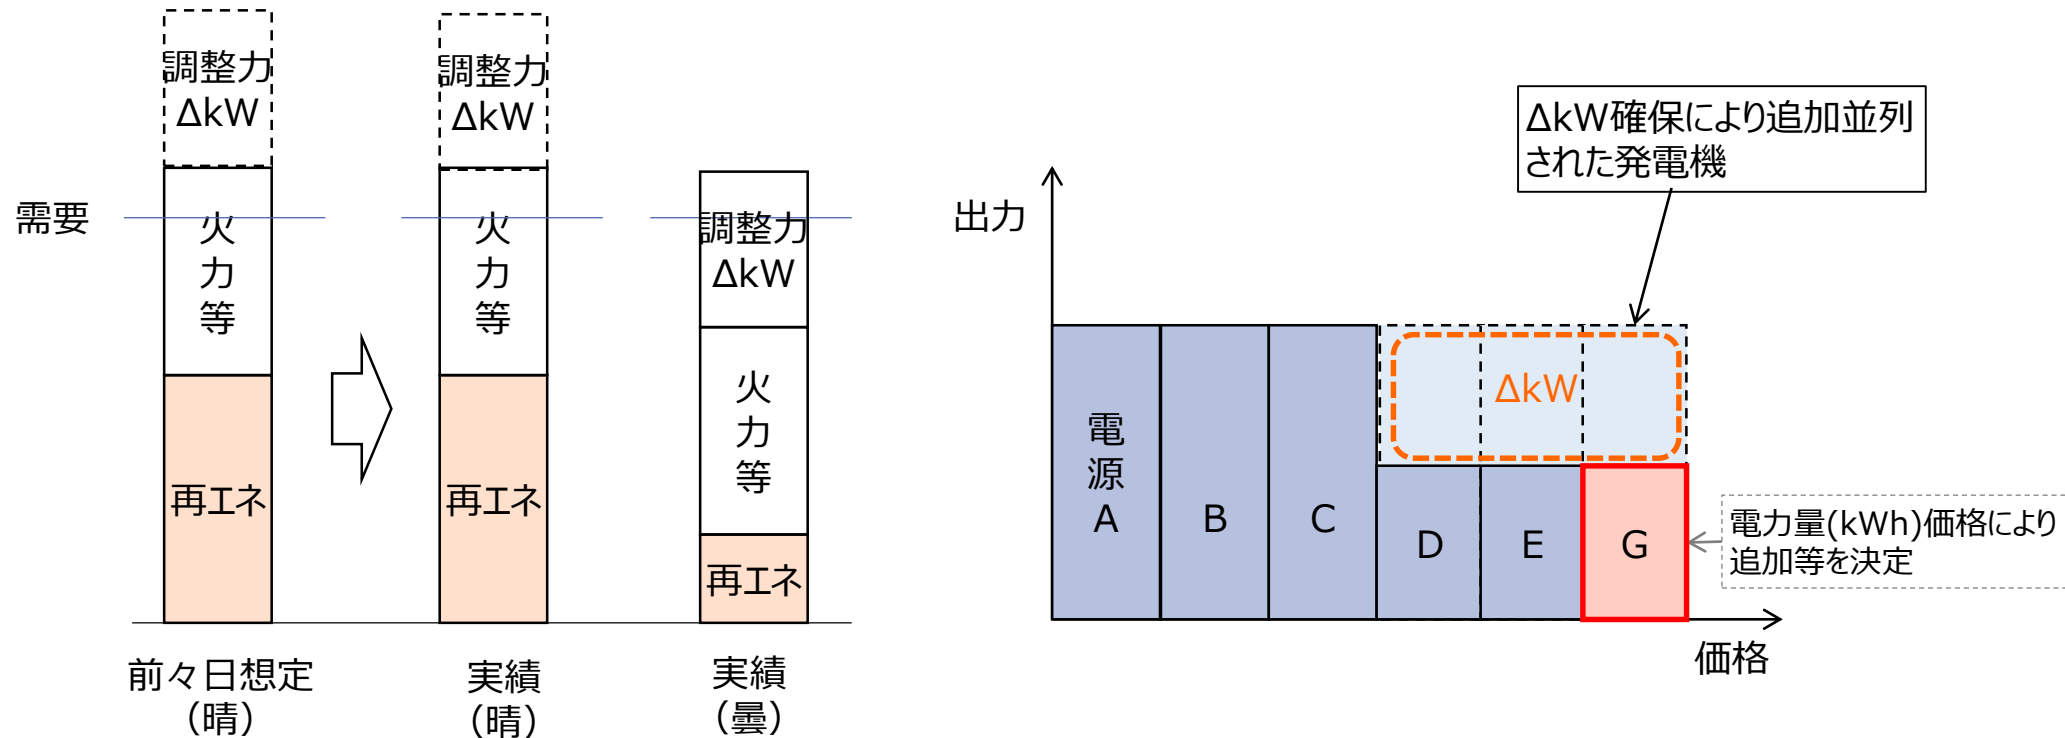 調整力
ΔkW
火
力
等
再エネ
需要
前々日想定
（晴）
調整力
ΔkW
火
力
等
再エネ
実績
（晴）
調整力
ΔkW
火
力
等
再エネ
実績
（曇）
ΔkW確保により追加並列
された発電機
出力
ΔkW
電
源
A
B
C
D
E
G
電力量(kWh)価格により
追加等を決定
価格